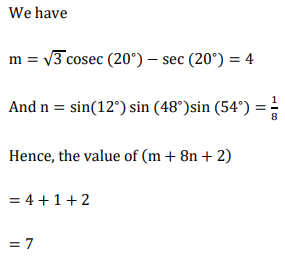 We have
m = √3 cosec (20°) − sec (20°) = 4
And n = sin(12°) sin (48°)sin (54°) = 1/8
Hence, the value of (m + 8n + 2)
= 4 + 1 + 2
= 7